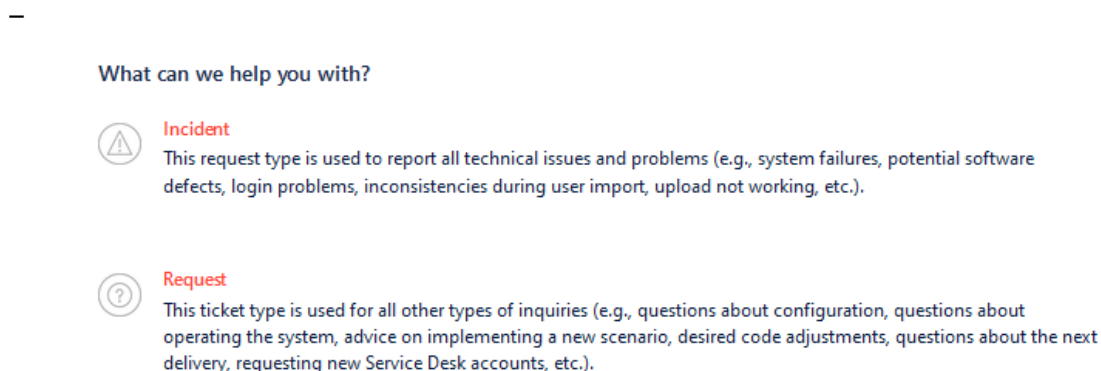 –
What can we help you with?
Incident
This request type is used to report all technical issues and problems (e.g., system failures, potential software
defects, login problems, inconsistencies during user import, upload not working, etc.).
Request
This ticket type is used for all other types of inquiries (e.g., questions about configuration, questions about
operating the system, advice on implementing a new scenario, desired code adjustments, questions about the next
delivery, requesting new Service Desk accounts, etc.).